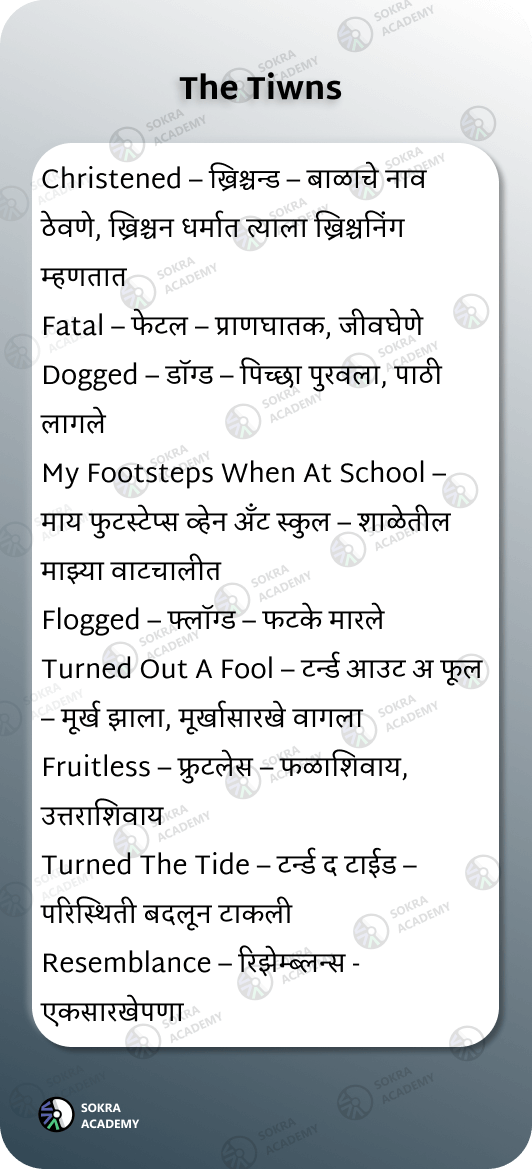 The Tiwns
Christened – ख्रिश्चन्ड – बाळाचे नाव
ठेवणे, ख्रिश्चन धर्मात त्याला ख्रिश्चनिंग
म्हणतात
Fatal – फेटल – प्राणघातक, जीवघेणे
Dogged – डॉग्ड – पिच्छा पुरवला, पाठी
लागले
My Footsteps When At School –
माय फुटस्टेप्स व्हेन अँट स्कुल – शाळेतील
माझ्या वाटचालीत
Flogged – फ्लॉग्ड – फटके मारले
Turned Out A Fool – टर्न्ड आउट अ फूल
– मूर्ख झाला, मूर्खासारखे वागला
Fruitless – फ्रुटलेस – फळाशिवाय,
उत्तराशिवाय
Turned The Tide – टर्न्ड द टाईड –
परिस्थिती बदलून टाकली
Resemblance – रिझेम्ब्लन्स -
एकसारखेपणा
SOKRA
ACADEMY